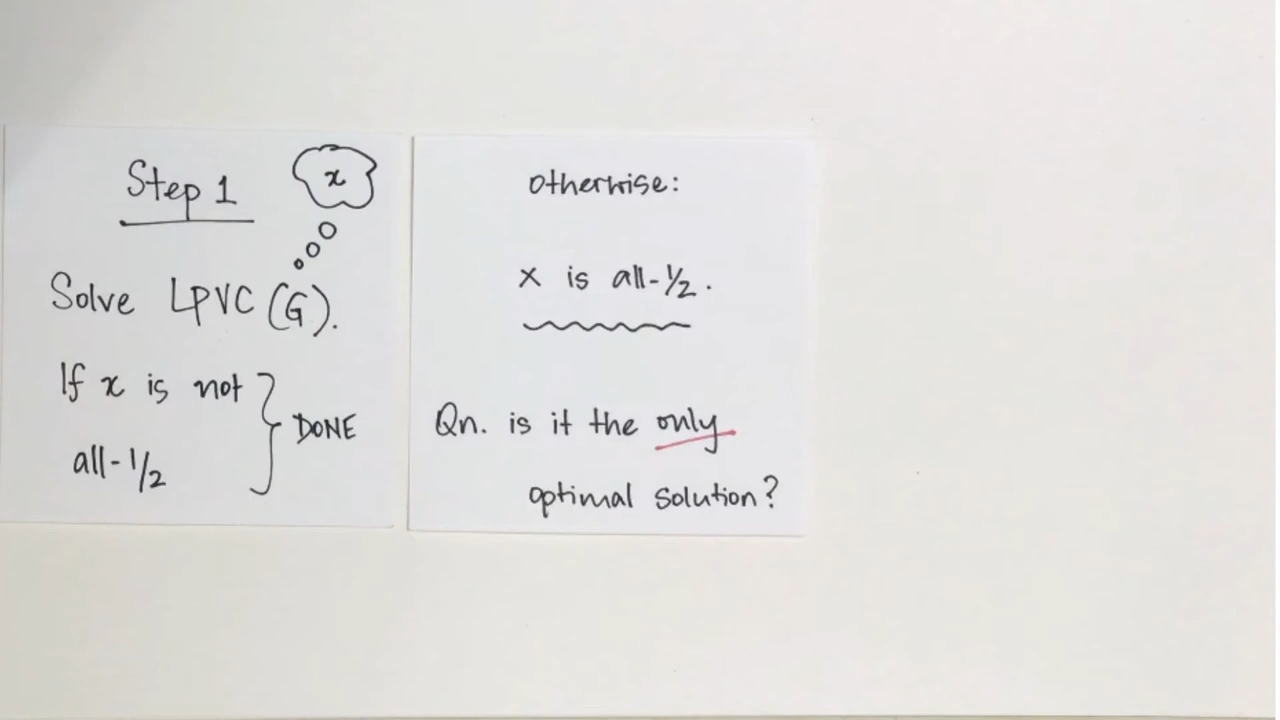 Step 1
x
Solve LPVC (G).
If x is not
all-1/2
DONE
otherwise:
x is all-1/2.
Qn. is it the only
optimal solution?